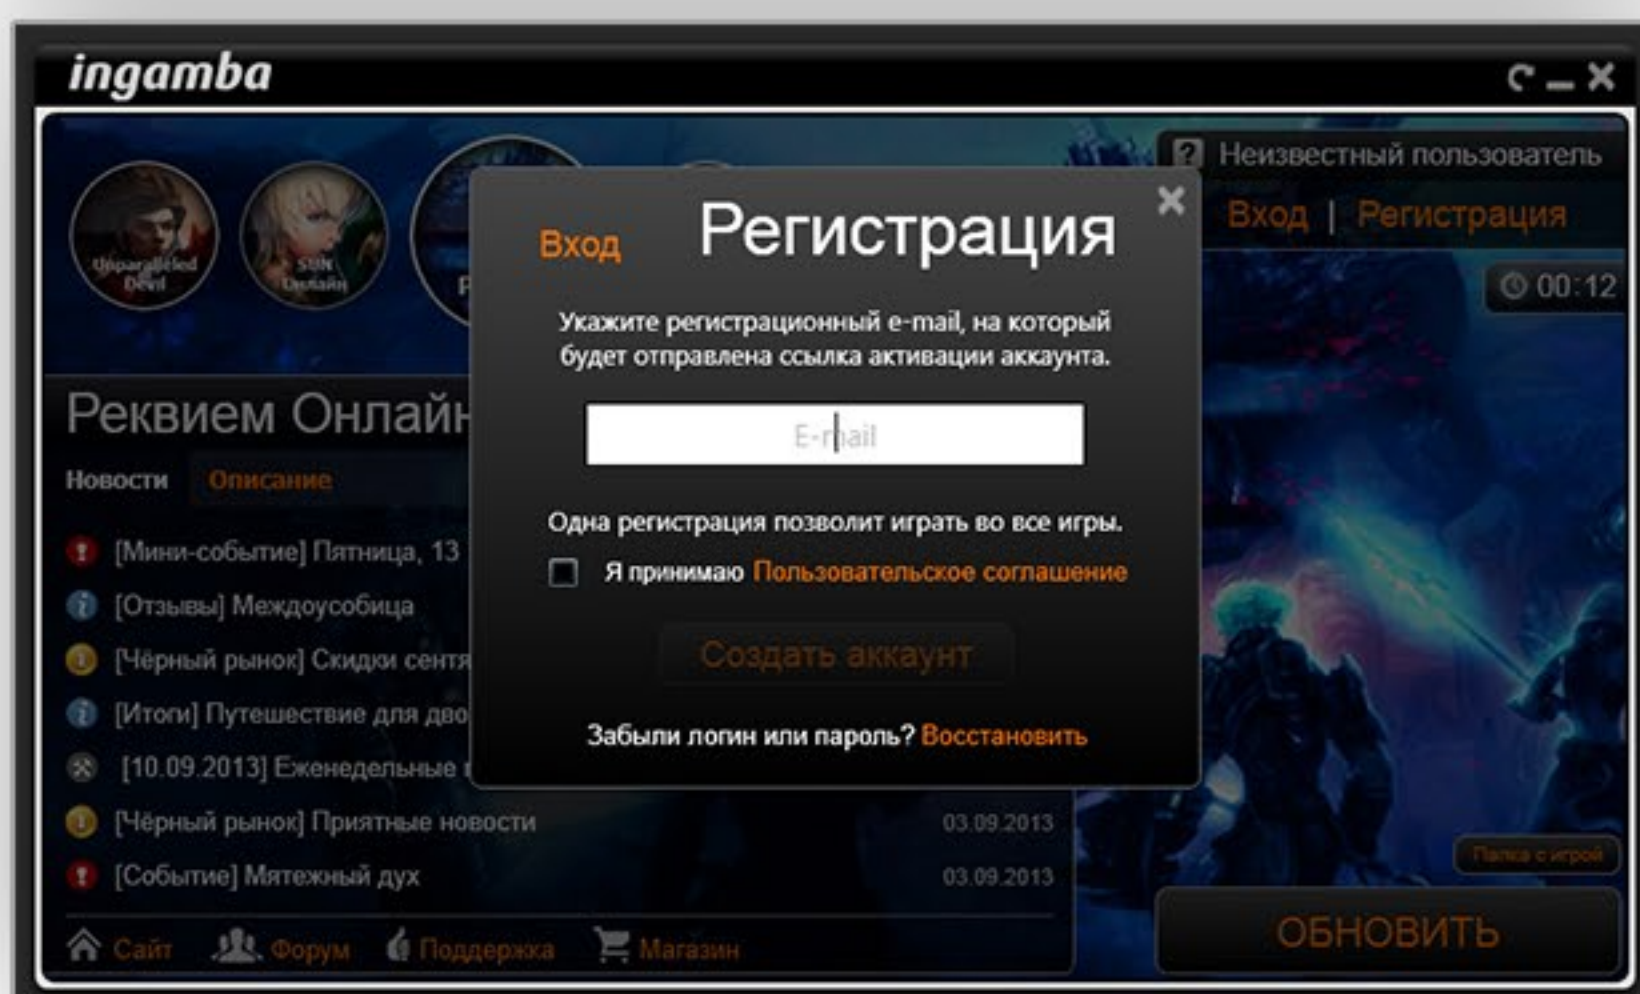 ingamba
Неизвестный пользователь
Вход | Регистрация
00:12
Unparalleled
Devil
SUN
Онлайн
Вход Регистрация
Укажите регистрационный e-mail, на который
будет отправлена ссылка активации аккаунта.
E-mail
Одна регистрация позволит играть во все игры.
Я принимаю Пользовательское соглашение
Создать аккаунт
Забыли логин или пароль? Восстановить
Реквием Онлайн
Новости Описание
[Мини-событие] Пятница, 13
[Отзывы] Междоусобица
[Чёрный рынок] Скидки сентя
[Итоги] Путешествие для дво
[10.09.2013] Еженедельные
[Чёрный рынок] Приятные новости 03.09.2013
[Событие] Мятежный дух 03.09.2013
Сайт Форум Поддержка Магазин
Папка с игрой
ОБНОВИТЬ